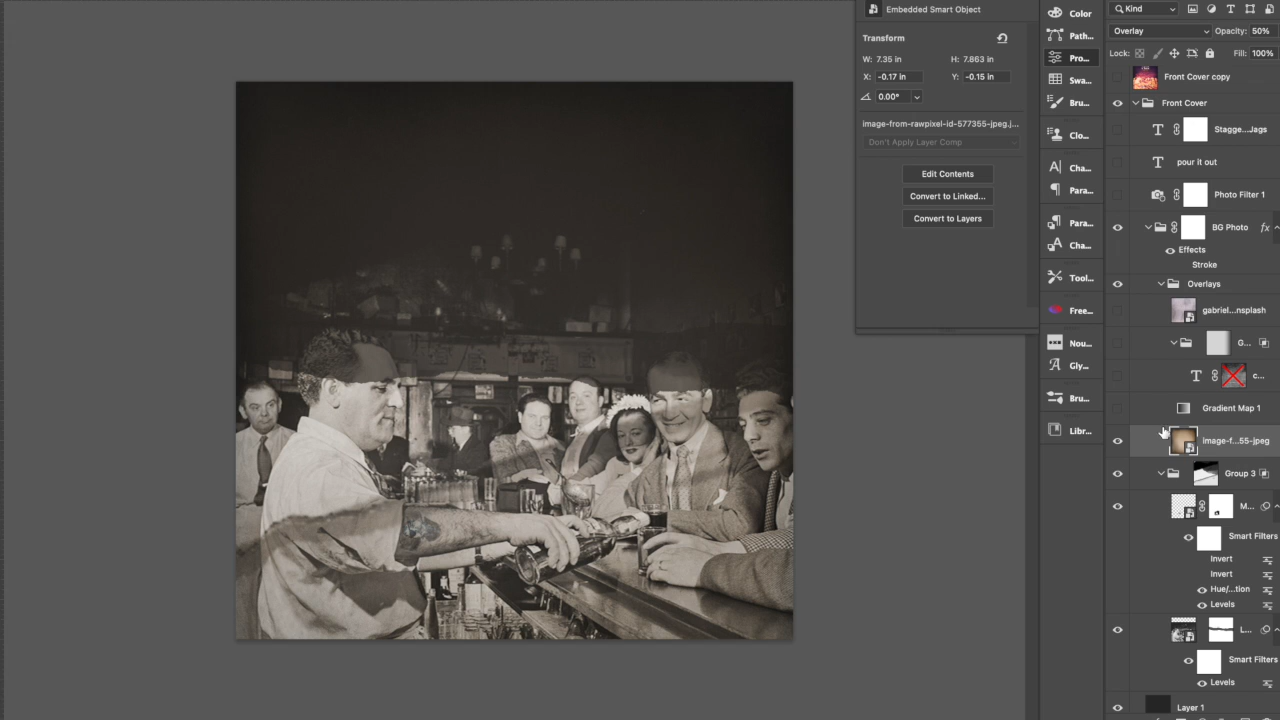 Embedded Smart Object
Transform
W: 7.35 in
H: 7.863 in
X: -0.17 in
Y: -0.15 in
0.00°
image-from-rawpixel-id-577355-jpeg.j...
Don't Apply Layer Comp
Edit Contents
Convert to Linked...
Convert to Layers
Color
Path...
Pro...
Swa...
Bru...
Clo...
Cha...
Para...
Para...
Cha...
Tool...
Free...
Nou...
Gly...
Bru...
Libr...
Kind
Overlay
Opacity: 50%
Lock:
Fill: 100%
Front Cover copy
Front Cover
Stagge...Jags
pour it out
Photo Filter 1
BG Photo
fx
Effects
Stroke
Overlays
gabriel...nsplash
G...
c...
Gradient Map 1
image-f...55-jpeg
Group 3
M...
Smart Filters
Invert
Invert
Hue/...tion
Levels
L...
Smart Filters
Levels
Layer 1